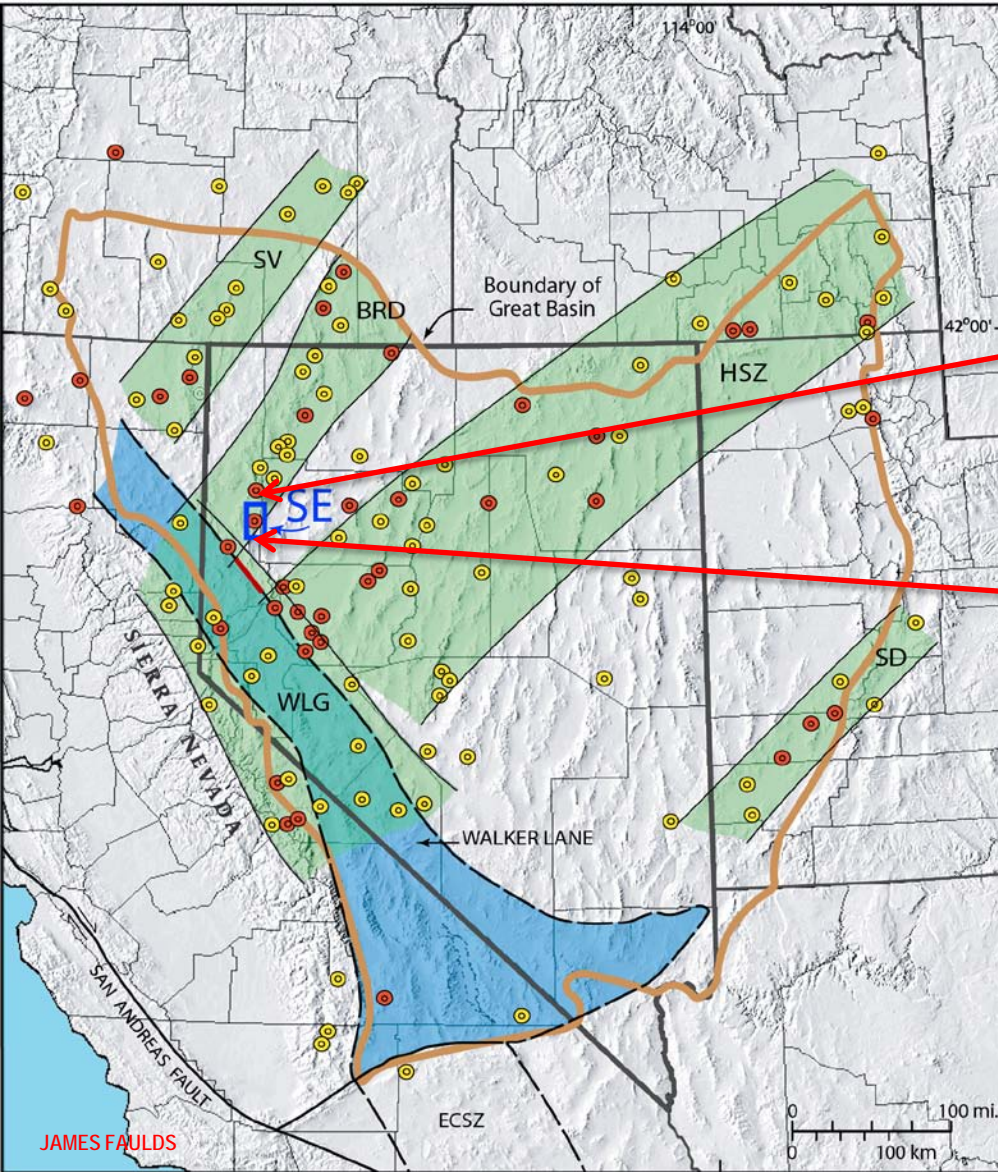 114°00'
SV
BRD
Boundary of
Great Basin
42°00'
HSZ
SE
SD
SIERRA NEVADA
WLG
WALKER LANE
SAN ANDREAS FAULT
ECSZ
0 100 mi.
100 km
JAMES FAULDS